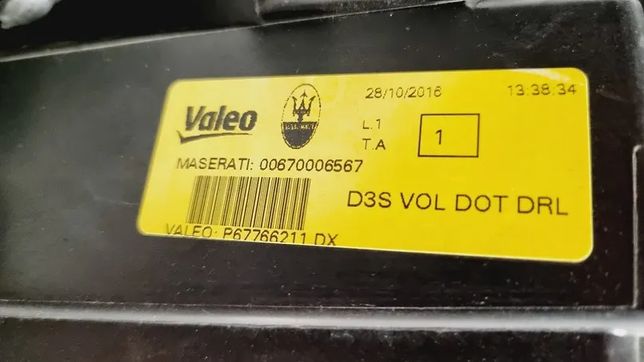 Valeo
28/10/2016 13:38:34
L.1
T.A
1
MASERATI: 00670006567
D3S VOL DOT DRL
VALEO: P67766211 DX